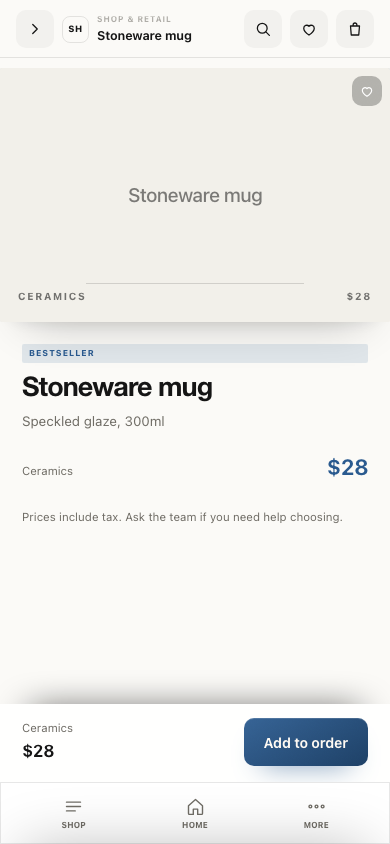 SH
SHOP & RETAIL
Stoneware mug
Stoneware mug
CERAMICS
$28
BESTSELLER
Stoneware mug
Speckled glaze, 300ml
Ceramics
$28
Prices include tax. Ask the team if you need help choosing.
Ceramics
$28
Add to order
SHOP
HOME
MORE